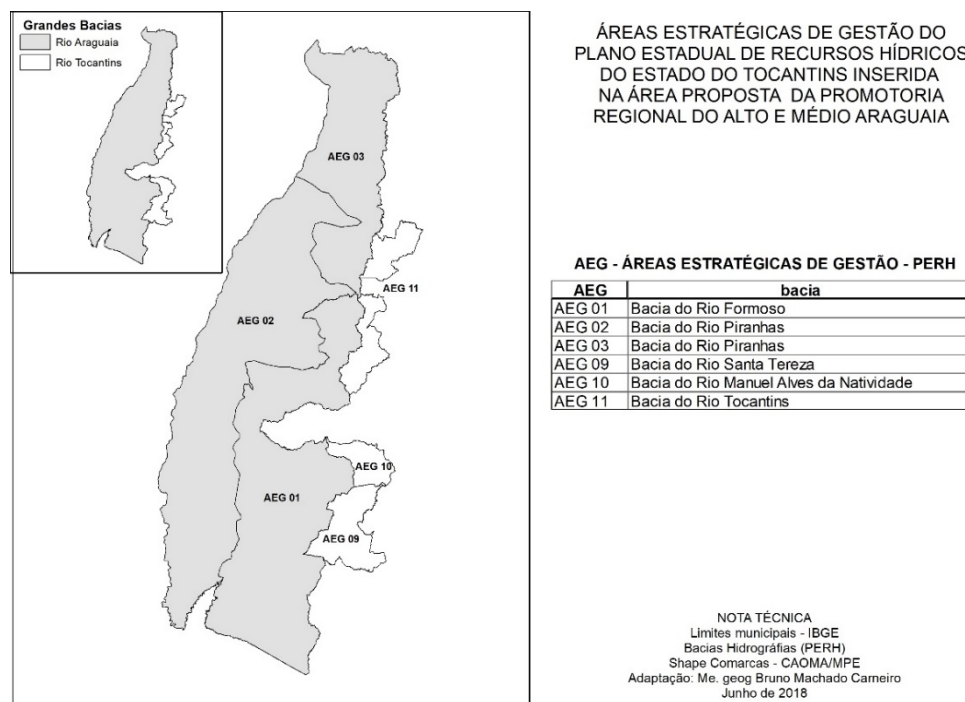 Grandes Bacias
Rio Araguaia
Rio Tocantins
AEG 03
AEG 11
AEG 02
AEG 10
AEG 01
AEG 09
ÁREAS ESTRATÉGICAS DE GESTÃO DO
PLANO ESTADUAL DE RECURSOS HÍDRICOS
DO ESTADO DO TOCANTINS INSERIDA
NA ÁREA PROPOSTA DA PROMOTORIA
REGIONAL DO ALTO E MÉDIO ARAGUAIA
AEG - ÁREAS ESTRATÉGICAS DE GESTÃO - PERH
AEG bacia
AEG 01 Bacia do Rio Formoso
AEG 02 Bacia do Rio Piranhas
AEG 03 Bacia do Rio Piranhas
AEG 09 Bacia do Rio Santa Tereza
AEG 10 Bacia do Rio Manuel Alves da Natividade
AEG 11 Bacia do Rio Tocantins
NOTA TÉCNICA
Limites municipais - IBGE
Bacias Hidrográfias (PERH)
Shape Comarcas - CAOMA/MPE
Adaptação: Me. geog Bruno Machado Carneiro
Junho de 2018